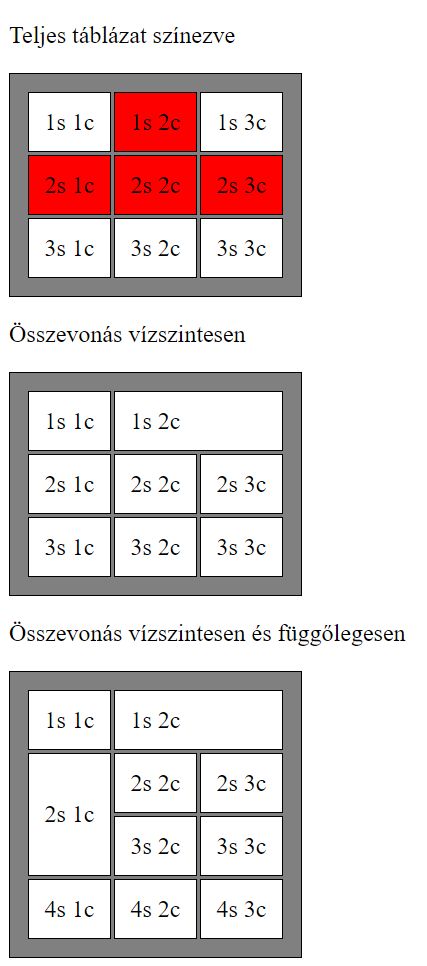 Teljes táblázat színezve
1s 1c 1s 2c 1s 3c
2s 1c 2s 2c 2s 3c
3s 1c 3s 2c 3s 3c
Összevonás vízszintesen
1s 1c 1s 2c
2s 1c 2s 2c 2s 3c
3s 1c 3s 2c 3s 3c
Összevonás vízszintesen és függőlegesen
1s 1c 1s 2c
2s 1c 2s 2c 2s 3c
3s 2c 3s 3c
4s 1c 4s 2c 4s 3c